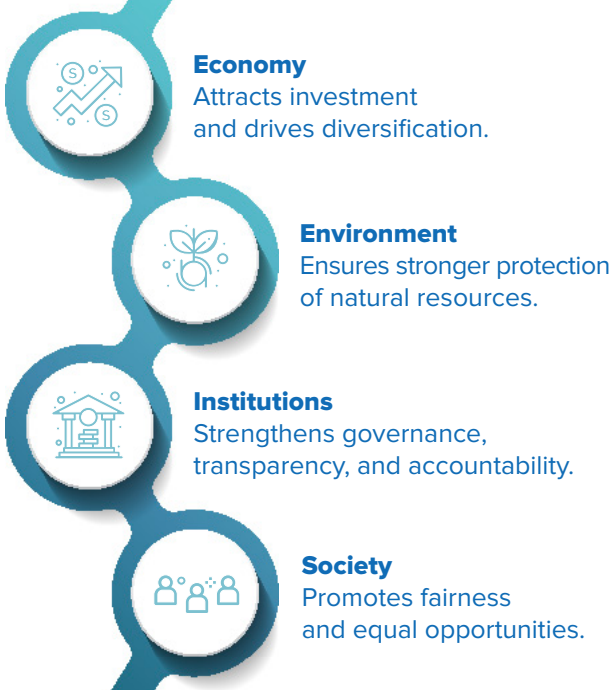 Economy
Attracts investment
and drives diversification.
Environment
Ensures stronger protection
of natural resources.
Institutions
Strengthens governance,
transparency, and accountability.
Society
Promotes fairness
and equal opportunities.